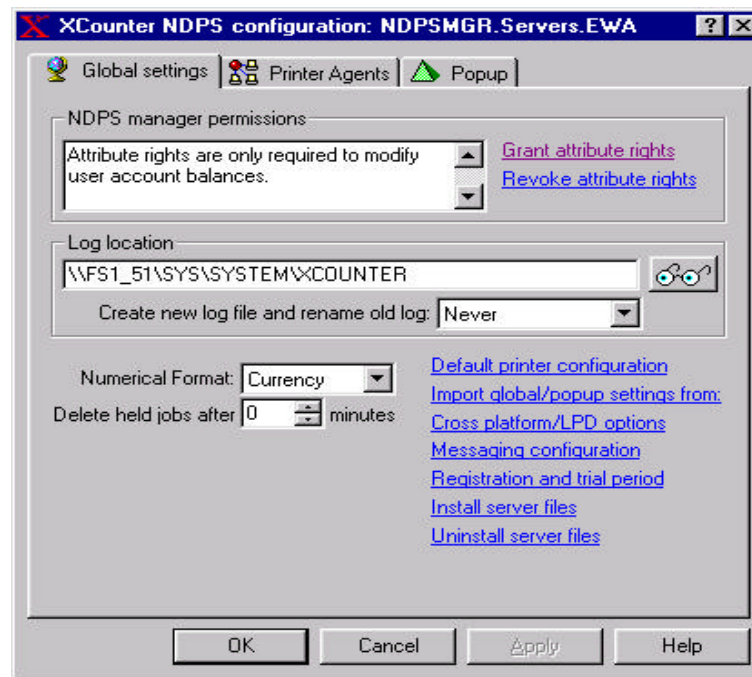 XCounter NDPS configuration: NDPSMGR.Servers.EWA
Global settings
Printer Agents
Popup
NDPS manager permissions
Attribute rights are only required to modify
user account balances.
Grant attribute rights
Revoke attribute rights
Log location
\\FS1_51\SYS\SYSTEM\XCOUNTER
Create new log file and rename old log: Never
Numerical Format: Currency
Delete held jobs after 0 minutes
Default printer configuration
Import global/popup settings from:
Cross platform/LPD options
Messaging configuration
Registration and trial period
Install server files
Uninstall server files
OK
Cancel
Apply
Help